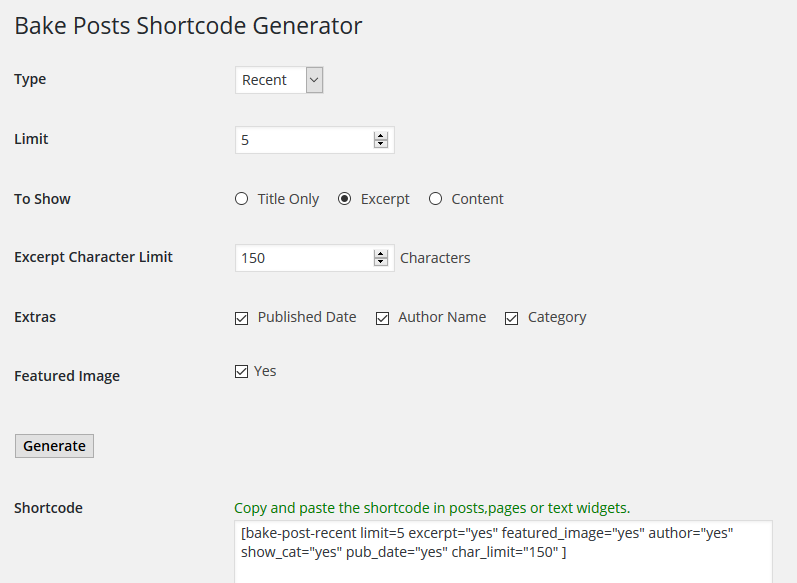 Bake Posts Shortcode Generator
Type Recent
Limit 5
To Show Title Only Excerpt Content
Excerpt Character Limit 150 Characters
Extras Published Date Author Name Category
Featured Image Yes
Generate
Shortcode Copy and paste the shortcode in posts,pages or text widgets.
[bake-post-recent limit=5 excerpt="yes" featured_image="yes" author="yes"
show_cat="yes" pub_date="yes" char_limit="150" ]